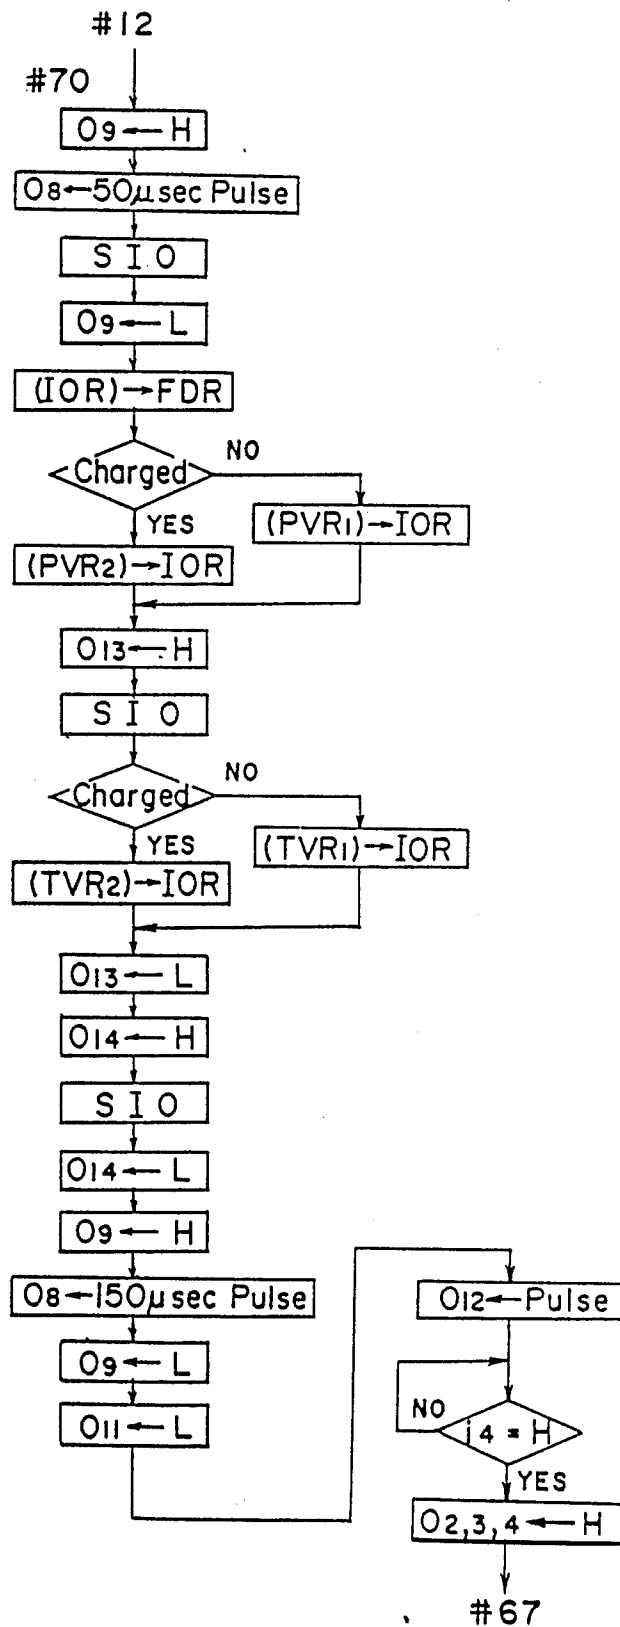 #12
#70
O9←H
O8←50μsec Pulse
SIO
O9←L
(IOR)→FDR
Charged
NO
YES
(PVR1)→IOR
(PVR2)→IOR
O13←H
SIO
Charged
NO
YES
(TVR1)→IOR
(TVR2)→IOR
O13←L
O14←H
SIO
O14←L
O9←H
O8←150μsec Pulse
O9←L
O11←L
O12←Pulse
NO
i4 = H
YES
O2,3,4←H
#67